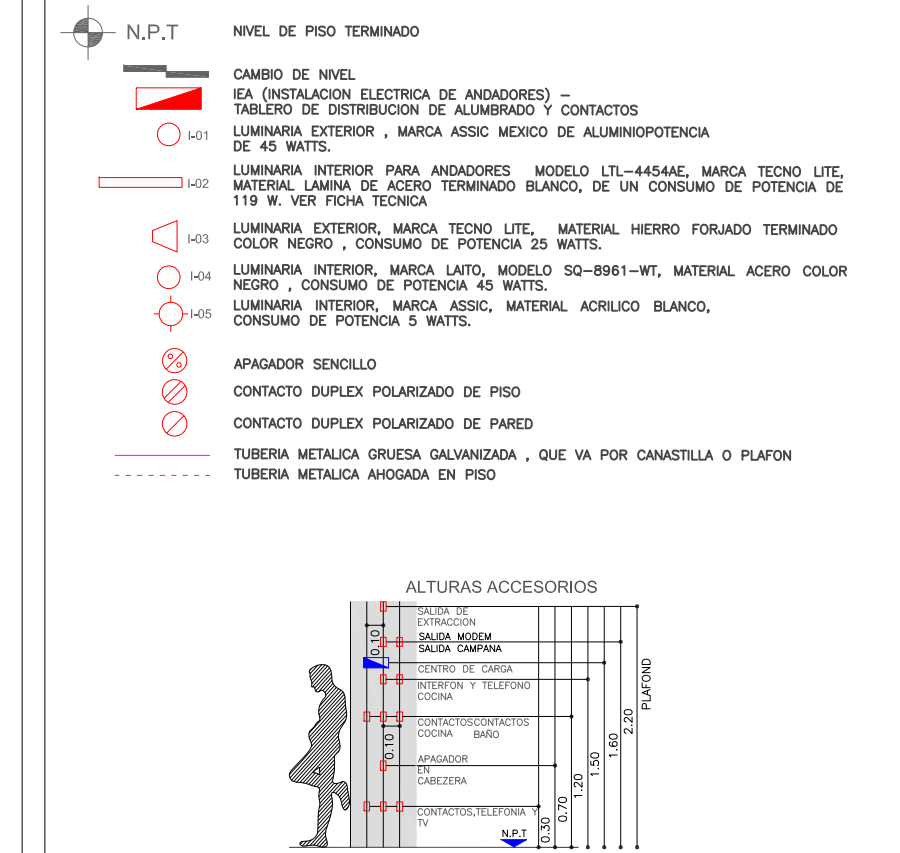 N.P.T NIVEL DE PISO TERMINADO
CAMBIO DE NIVEL
IEA (INSTALACION ELECTRICA DE ANDADORES) –
TABLERO DE DISTRIBUCION DE ALUMBRADO Y CONTACTOS
I-01 LUMINARIA EXTERIOR , MARCA ASSIC MEXICO DE ALUMINIOPOTENCIA
DE 45 WATTS.
I-02 LUMINARIA INTERIOR PARA ANDADORES MODELO LTL-4454AE, MARCA TECNO LITE,
MATERIAL LAMINA DE ACERO TERMINADO BLANCO, DE UN CONSUMO DE POTENCIA DE
119 W. VER FICHA TECNICA
I-03 LUMINARIA EXTERIOR, MARCA TECNO LITE, MATERIAL HIERRO FORJADO TERMINADO
COLOR NEGRO , CONSUMO DE POTENCIA 25 WATTS.
I-04 LUMINARIA INTERIOR, MARCA LAITO, MODELO SQ-8961-WT, MATERIAL ACERO COLOR
NEGRO , CONSUMO DE POTENCIA 45 WATTS.
I-05 LUMINARIA INTERIOR, MARCA ASSIC, MATERIAL ACRILICO BLANCO,
CONSUMO DE POTENCIA 5 WATTS.
APAGADOR SENCILLO
CONTACTO DUPLEX POLARIZADO DE PISO
CONTACTO DUPLEX POLARIZADO DE PARED
TUBERIA METALICA GRUESA GALVANIZADA , QUE VA POR CANASTILLA O PLAFON
TUBERIA METALICA AHOGADA EN PISO
ALTURAS ACCESORIOS
SALIDA DE
EXTRACCION
SALIDA MODEM
SALIDA CAMPANA
CENTRO DE CARGA
INTERFON Y TELEFONO
COCINA
CONTACTOS CONTACTOS
COCINA BAÑO
APAGADOR
EN
CABEZERA
CONTACTOS,TELEFONIA Y
TV
N.P.T
0.10
0.10
0.30
0.70
1.20
1.50
1.60
2.20
PLAFOND